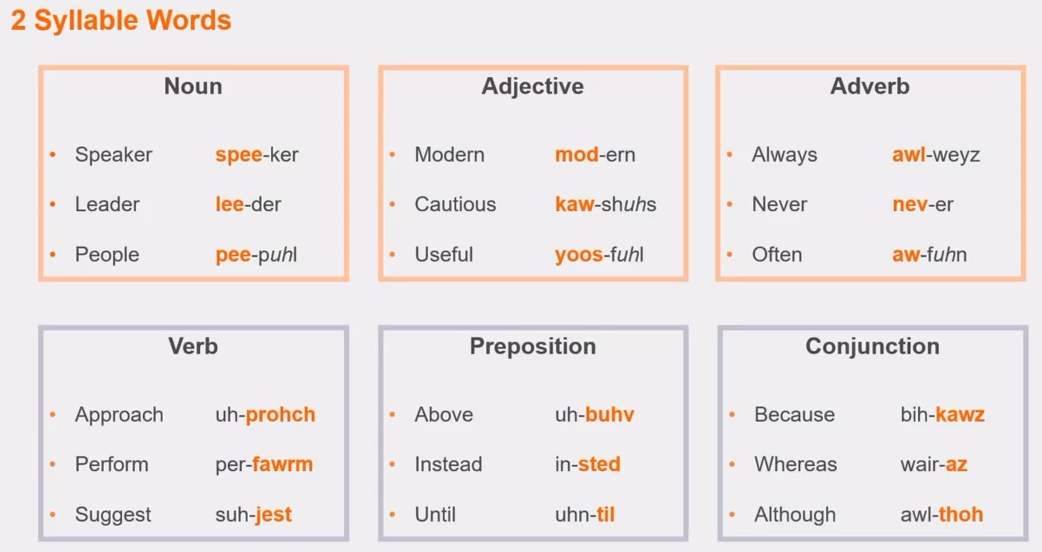 2 Syllable Words
Noun
• Speaker spee-ker
• Leader lee-der
• People pee-puhl
Adjective
• Modern mod-ern
• Cautious kaw-shuhs
• Useful yoos-fuhl
Adverb
• Always awl-weyz
• Never nev-er
• Often aw-fuhn
Verb
• Approach uh-prohch
• Perform per-fawrm
• Suggest suh-jest
Preposition
• Above uh-buhv
• Instead in-sted
• Until uhn-til
Conjunction
• Because bih-kawz
• Whereas wair-az
• Although awl-thoh